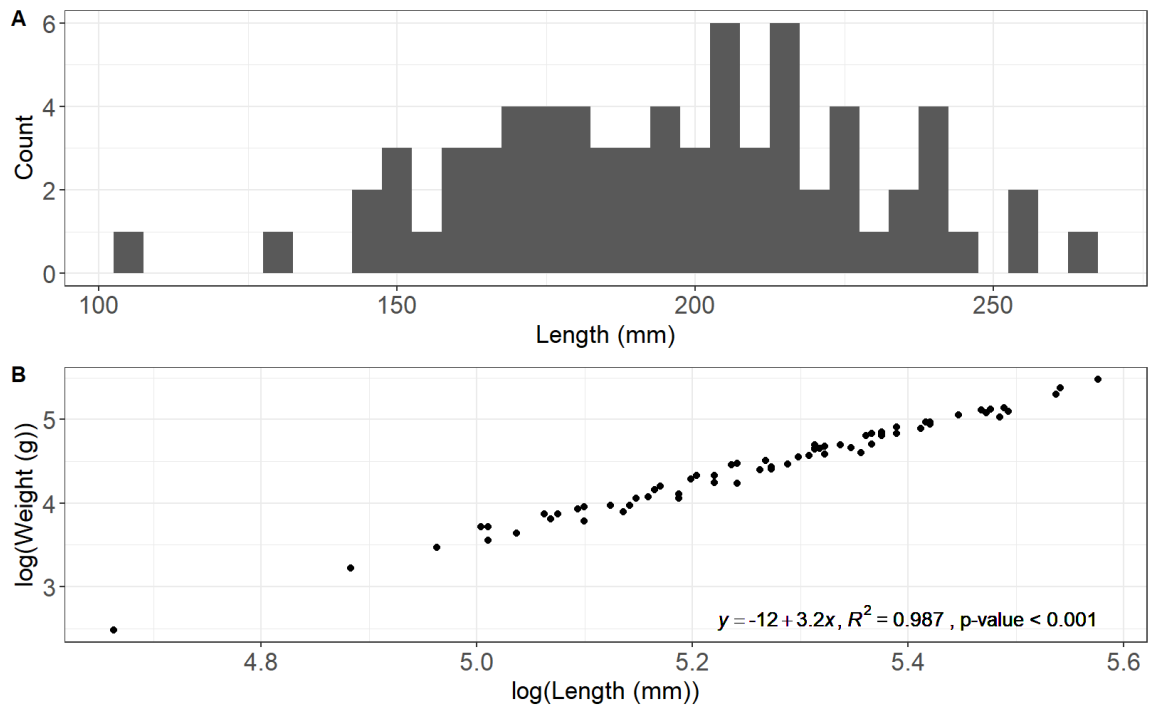 A
6
4
2
0
Count
100 150 200 250
Length (mm)
B
5
4
3
log(Weight (g))
y = -12 + 3.2x, R² = 0.987 , p-value < 0.001
4.8 5.0 5.2 5.4 5.6
log(Length (mm))